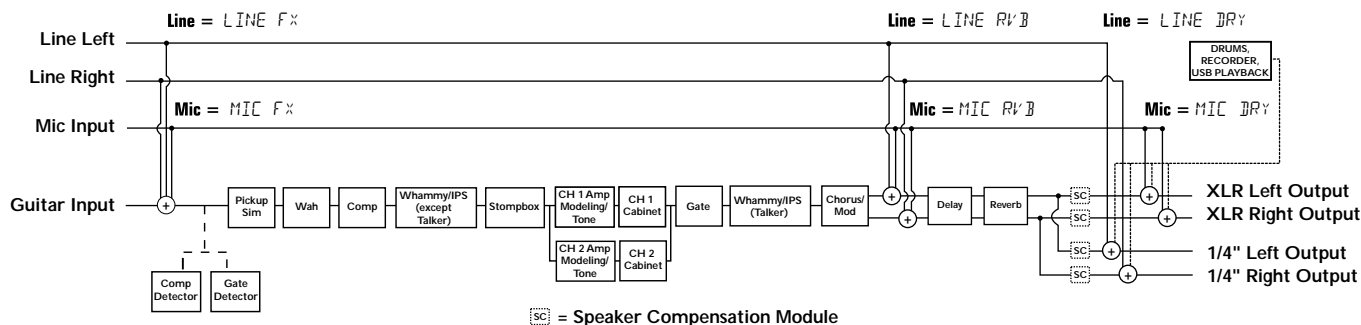 Line = LINE FX
Line = LINE RVB
Line = LINE DRY
Line Left
DRUMS,
RECORDER,
USB PLAYBACK
Line Right
Mic = MIC FX
Mic = MIC RVB
Mic = MIC DRY
Mic Input
Guitar Input
Pickup
Sim
Wah
Comp
Whammy/IPS
(except
Talker)
Stompbox
CH 1 Amp
Modeling/
Tone
CH 1
Cabinet
CH 2 Amp
Modeling/
Tone
CH 2
Cabinet
Gate
Whammy/IPS
(Talker)
Chorus/
Mod
Delay
Reverb
SC
SC
SC
SC
XLR Left Output
XLR Right Output
1/4" Left Output
1/4" Right Output
Comp
Detector
Gate
Detector
SC = Speaker Compensation Module